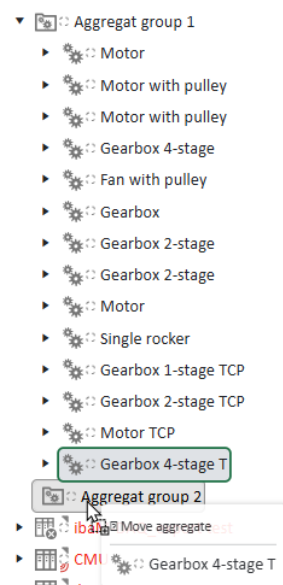 Aggregat group 1
Motor
Motor with pulley
Motor with pulley
Gearbox 4-stage
Fan with pulley
Gearbox
Gearbox 2-stage
Gearbox 2-stage
Motor
Single rocker
Gearbox 1-stage TCP
Gearbox 2-stage TCP
Motor TCP
Gearbox 4-stage T
Aggregat group 2
Move aggregate
CMU
Gearbox 4-stage T